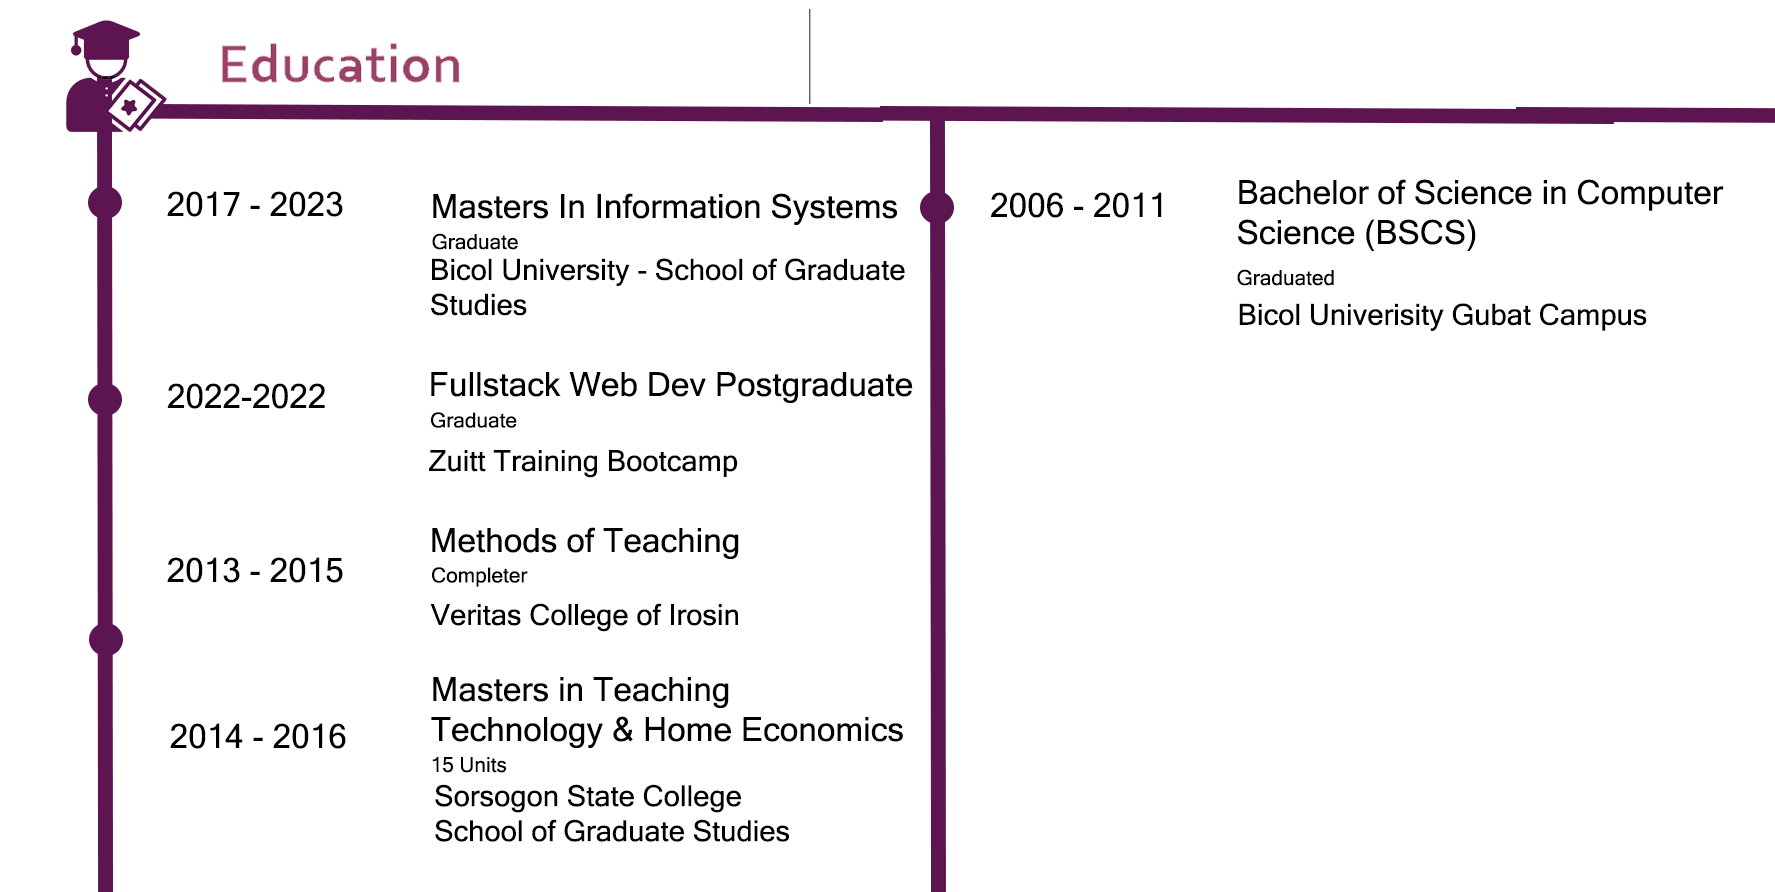 Education
2017 - 2023
Masters In Information Systems
Graduate
Bicol University - School of Graduate
Studies
2022-2022
Fullstack Web Dev Postgraduate
Graduate
Zuitt Training Bootcamp
2013 - 2015
Methods of Teaching
Completer
Veritas College of Irosin
2014 - 2016
Masters in Teaching
Technology & Home Economics
15 Units
Sorsogon State College
School of Graduate Studies
2006 - 2011
Bachelor of Science in Computer
Science (BSCS)
Graduated
Bicol Univerisity Gubat Campus